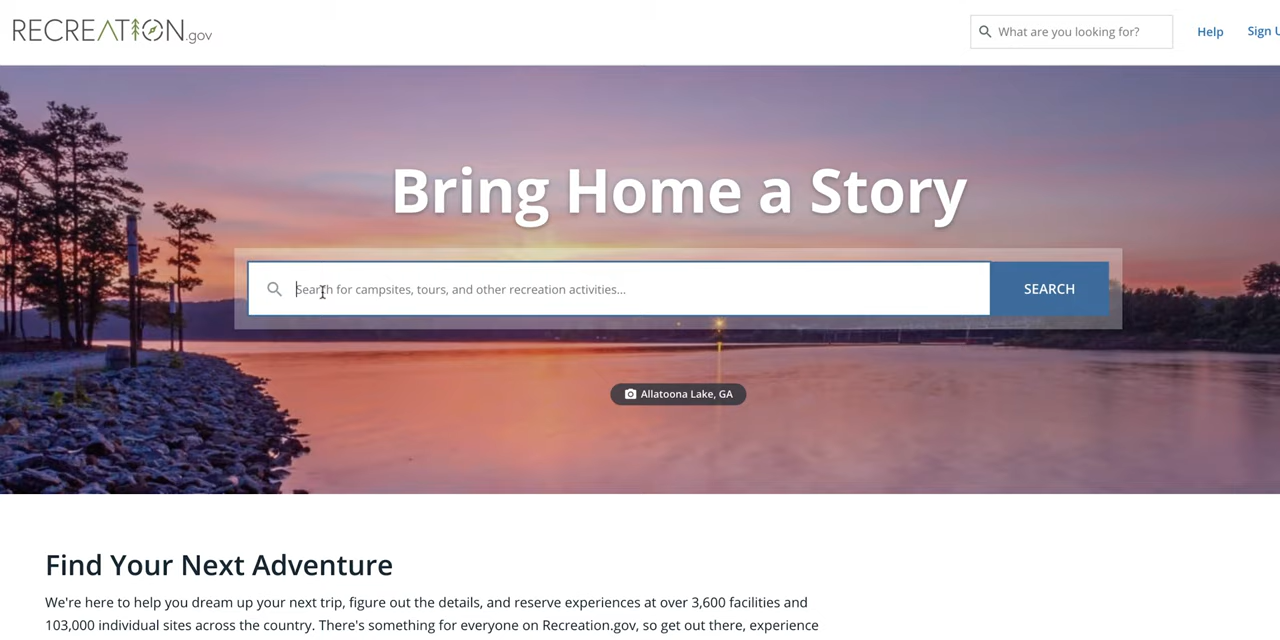 RECREATION.gov
What are you looking for?
Help
Sign U
Bring Home a Story
Search for campsites, tours, and other recreation activities...
SEARCH
Allatoona Lake, GA
Find Your Next Adventure
We're here to help you dream up your next trip, figure out the details, and reserve experiences at over 3,600 facilities and
103,000 individual sites across the country. There's something for everyone on Recreation.gov, so get out there, experience